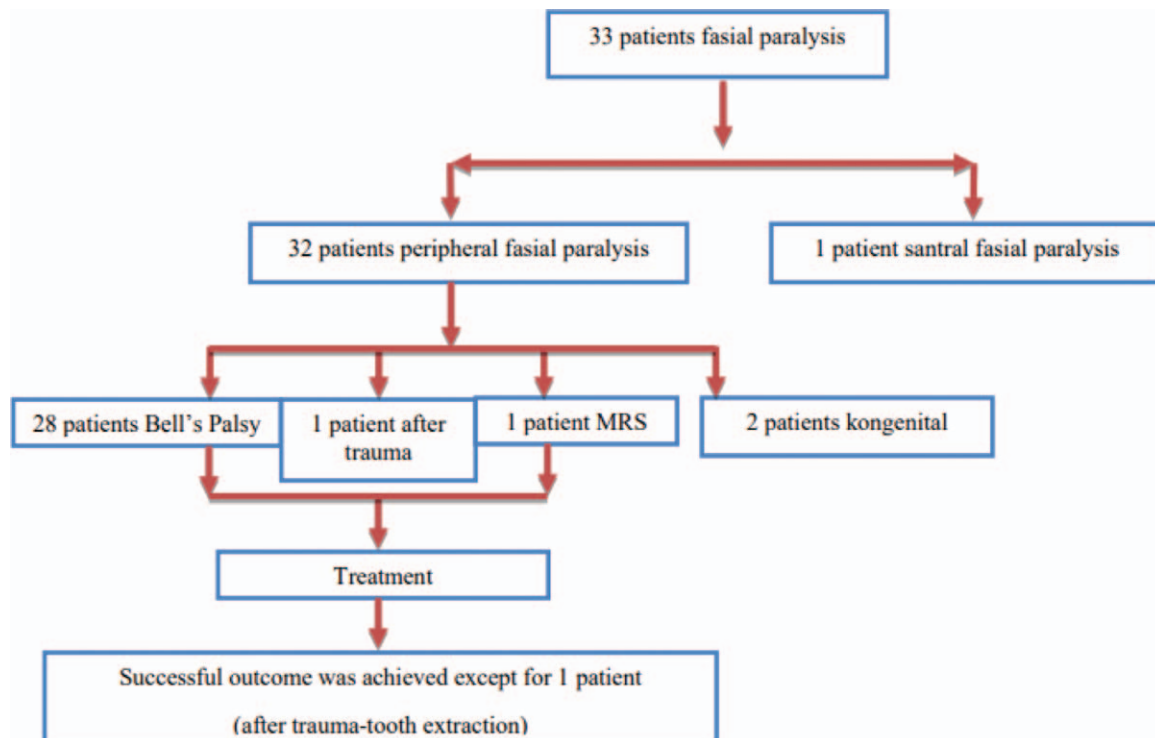 33 patients fasial paralysis
32 patients peripheral fasial paralysis
1 patient santral fasial paralysis
28 patients Bell's Palsy
1 patient after
trauma
1 patient MRS
2 patients kongenital
Treatment
Successful outcome was achieved except for 1 patient
(after trauma-tooth extraction)